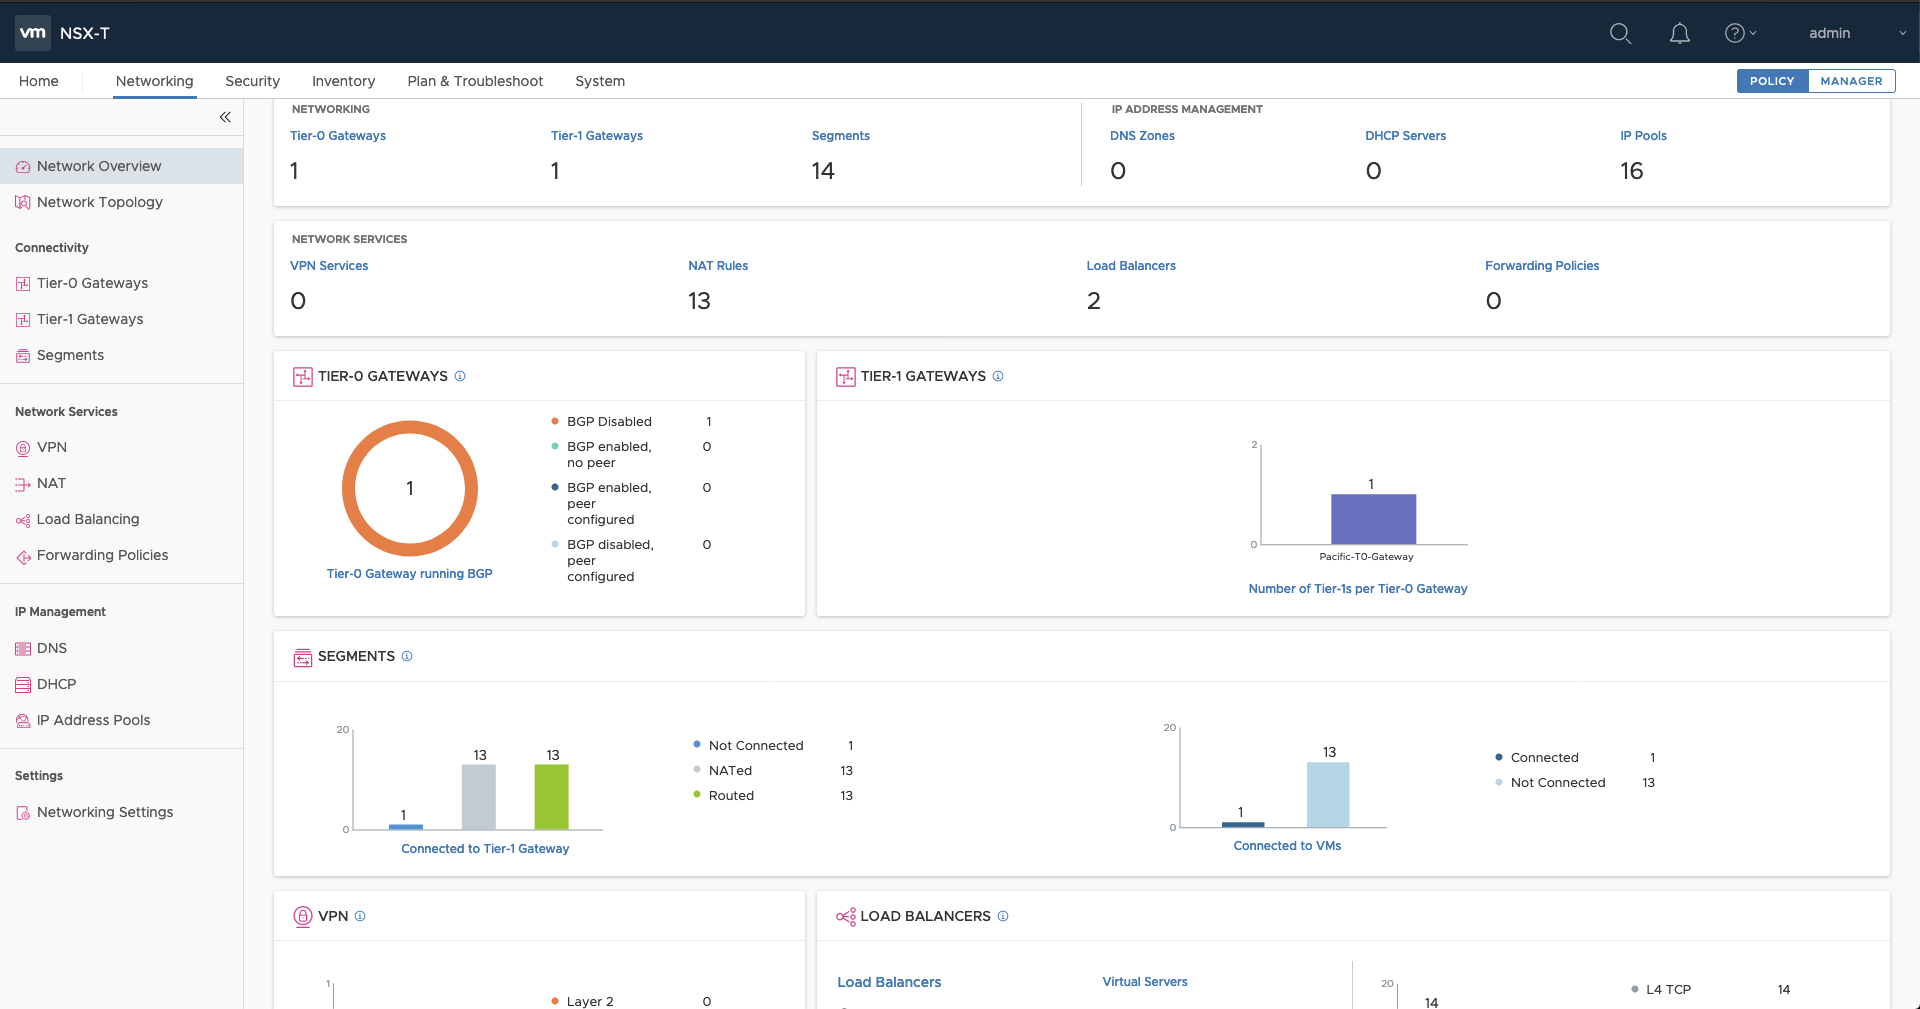 vm NSX-T
admin
Home Networking Security Inventory Plan & Troubleshoot System
POLICY MANAGER
Network Overview
Network Topology
Connectivity
Tier-0 Gateways
Tier-1 Gateways
Segments
Network Services
VPN
NAT
Load Balancing
Forwarding Policies
IP Management
DNS
DHCP
IP Address Pools
Settings
Networking Settings
NETWORKING
Tier-0 Gateways Tier-1 Gateways Segments
1 1 14
IP ADDRESS MANAGEMENT
DNS Zones DHCP Servers IP Pools
0 0 16
NETWORK SERVICES
VPN Services NAT Rules Load Balancers Forwarding Policies
0 13 2 0
TIER-0 GATEWAYS
1
Tier-0 Gateway running BGP
BGP Disabled 1
BGP enabled, 0
no peer
BGP enabled, 0
peer
configured
BGP disabled, 0
peer
configured
TIER-1 GATEWAYS
2
1
0
Pacific-T0-Gateway
Number of Tier-1s per Tier-0 Gateway
SEGMENTS
20
13 13
1
0
Connected to Tier-1 Gateway
Not Connected 1
NATed 13
Routed 13
20
13
1
0
Connected to VMs
Connected 1
Not Connected 13
VPN
1
Layer 2 0
LOAD BALANCERS
Load Balancers Virtual Servers
20
14
L4 TCP 14